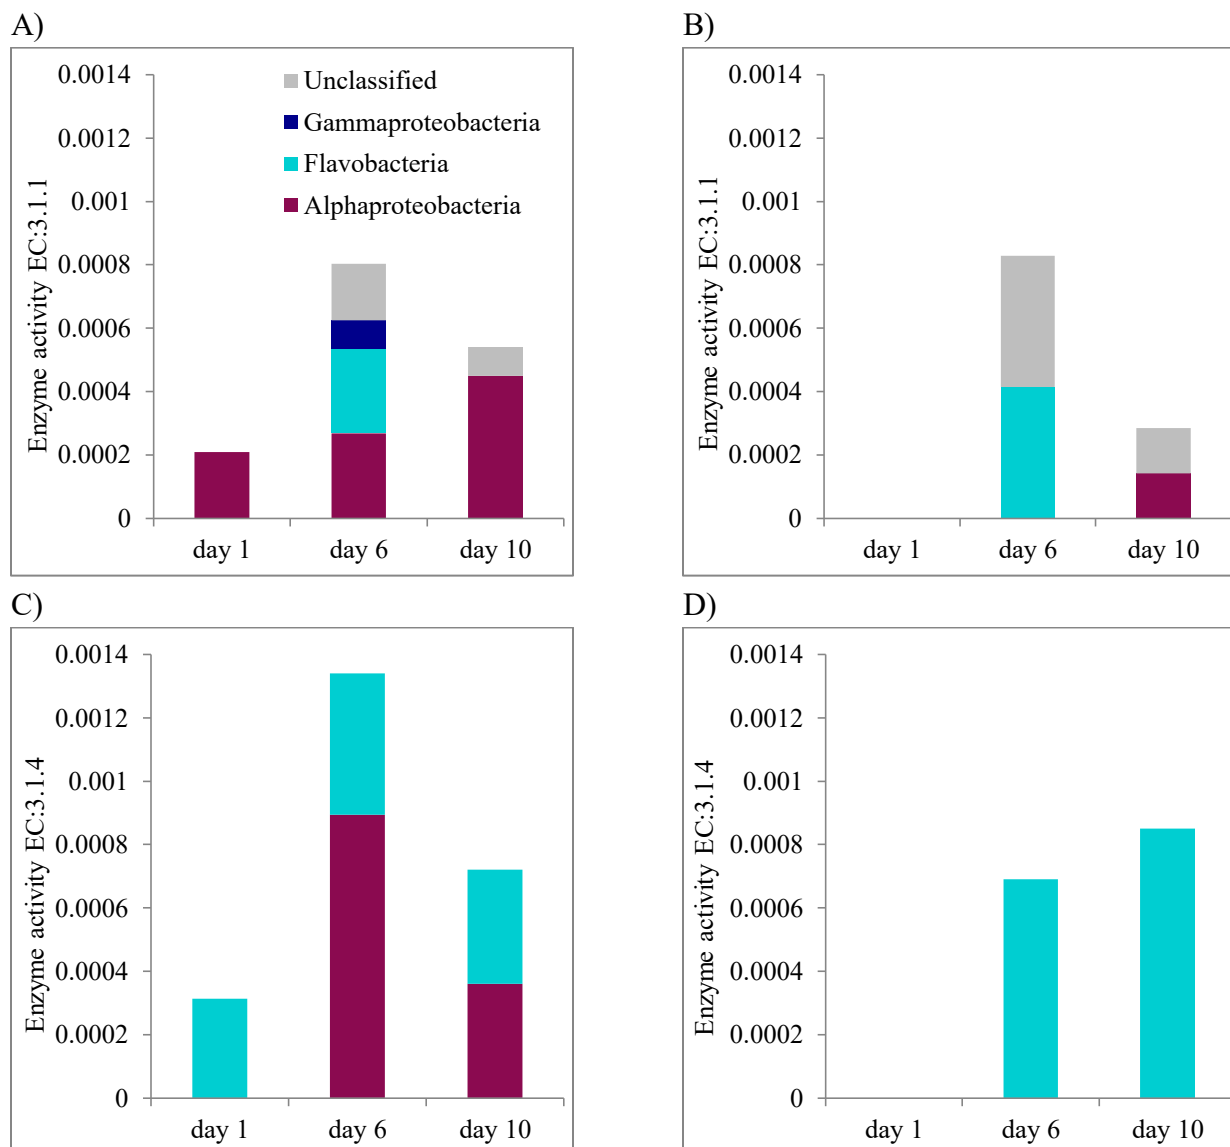 A)
Enzyme activity EC:3.1.1
0.0014
0.0012
0.001
0.0008
0.0006
0.0004
0.0002
0
Unclassified
Gammaproteobacteria
Flavobacteria
Alphaproteobacteria
day 1 day 6 day 10
B)
Enzyme activity EC:3.1.1
0.0014
0.0012
0.001
0.0008
0.0006
0.0004
0.0002
0
day 1 day 6 day 10
C)
Enzyme activity EC:3.1.4
0.0014
0.0012
0.001
0.0008
0.0006
0.0004
0.0002
0
day 1 day 6 day 10
D)
Enzyme activity EC:3.1.4
0.0014
0.0012
0.001
0.0008
0.0006
0.0004
0.0002
0
day 1 day 6 day 10